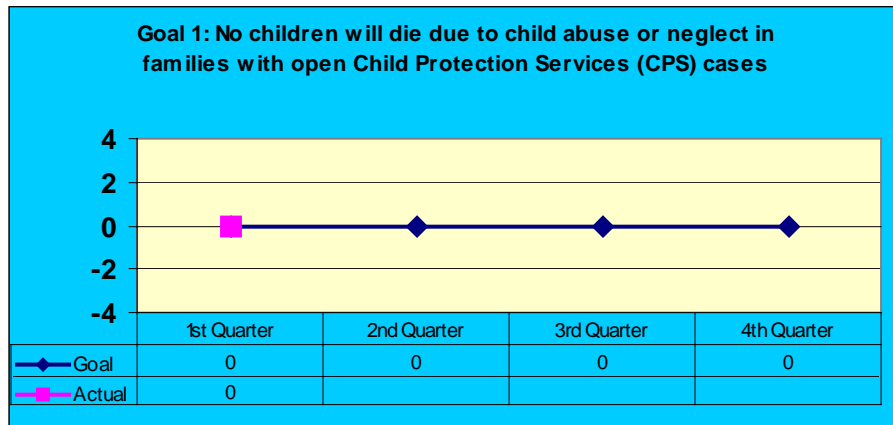 Goal 1: No children will die due to child abuse or neglect in
families with open Child Protection Services (CPS) cases
4
2
0
-2
-4
1st Quarter 2nd Quarter 3rd Quarter 4th Quarter
Goal 0 0 0 0
Actual 0